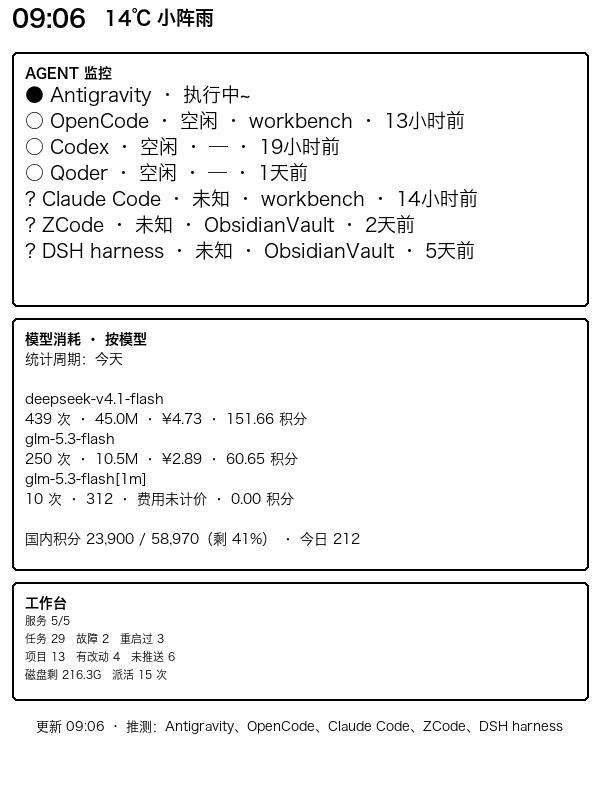 09:06 14℃ 小阵雨
AGENT 监控
● Antigravity · 执行中~
○ OpenCode · 空闲 · workbench · 13小时前
○ Codex · 空闲 · — · 19小时前
○ Qoder · 空闲 · — · 1天前
? Claude Code · 未知 · workbench · 14小时前
? ZCode · 未知 · ObsidianVault · 2天前
? DSH harness · 未知 · ObsidianVault · 5天前
模型消耗 · 按模型
统计周期：今天
deepseek-v4.1-flash
439 次 · 45.0M · ¥4.73 · 151.66 积分
glm-5.3-flash
250 次 · 10.5M · ¥2.89 · 60.65 积分
glm-5.3-flash[1m]
10 次 · 312 · 费用未计价 · 0.00 积分
国内积分 23,900 / 58,970（剩 41%） · 今日 212
工作台
服务 5/5
任务 29 故障 2 重启过 3
项目 13 有改动 4 未推送 6
磁盘剩 216.3G 派活 15 次
更新 09:06 · 推测：Antigravity、OpenCode、Claude Code、ZCode、DSH harness